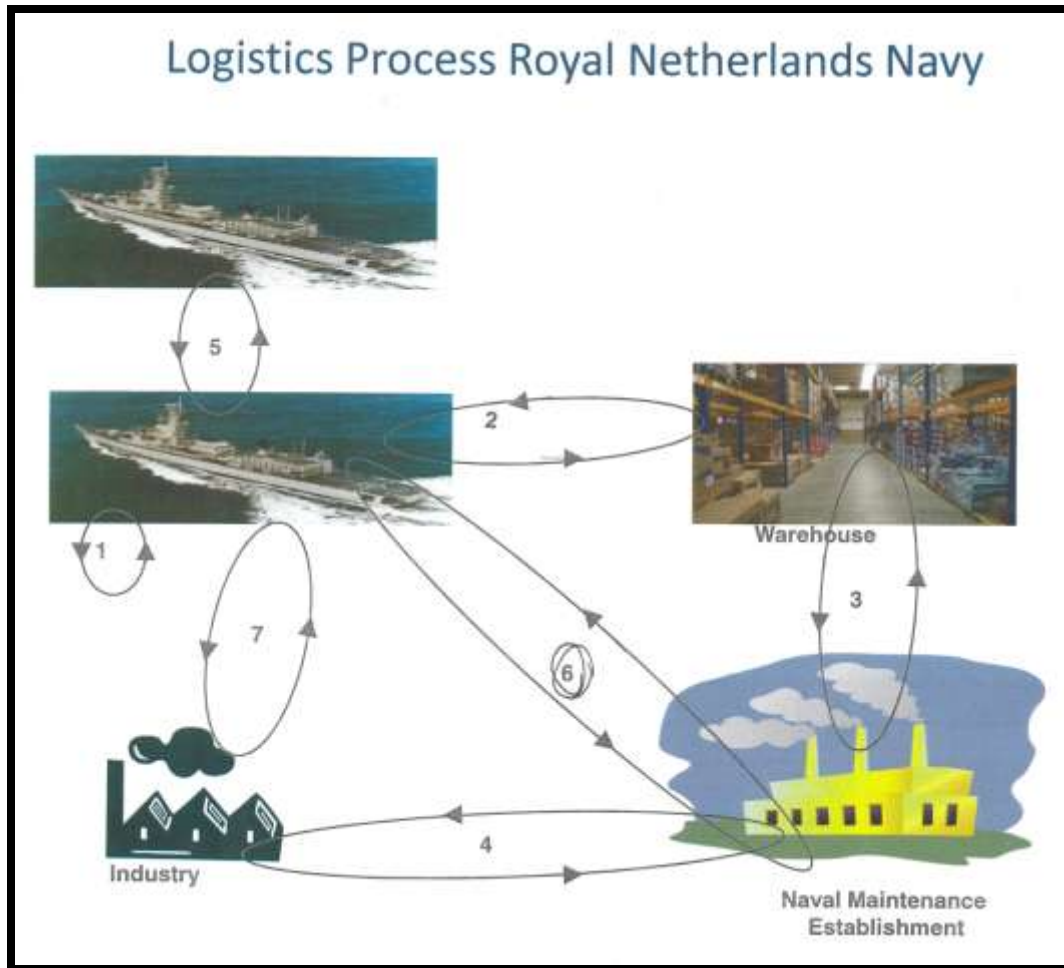 Logistics Process Royal Netherlands Navy
5
2
Warehouse
1
3
7
6
4
Industry
Naval Maintenance
Establishment